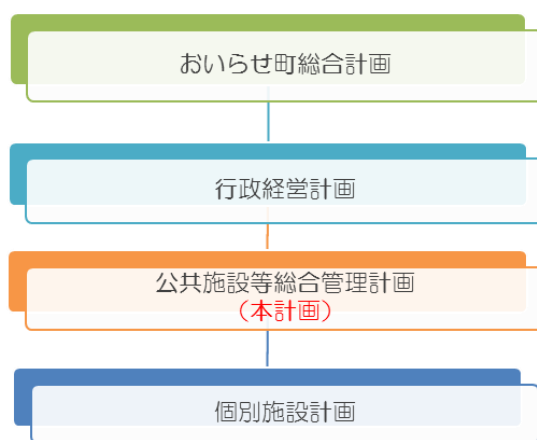 おいらせ町総合計画
行政経営計画
公共施設等総合管理計画
（本計画）
個別施設計画